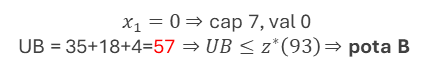 x₁ = 0 ⇒ cap 7, val 0
UB = 35+18+4=57 ⇒ UB ≤ z*(93) ⇒ pota B